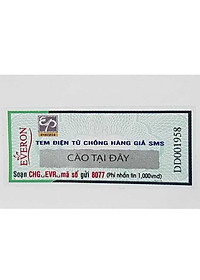 EVERON
TEM ĐIỆN TỬ CHỐNG HÀNG GIẢ SMS
CÀO TẠI ĐÂY
Soạn CHG..EVR..mã số gửi 8077 (Phí nhắn tin 1,000vnd)
DD001958